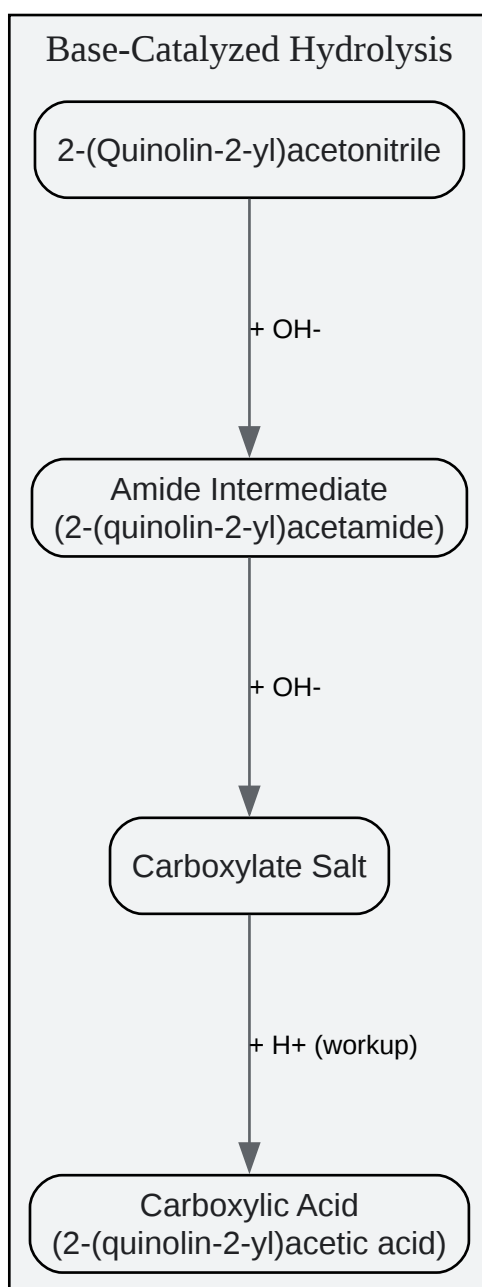 Base-Catalyzed Hydrolysis
2-(Quinolin-2-yl)acetonitrile
+ OH-
Amide Intermediate
(2-(quinolin-2-yl)acetamide)
+ OH-
Carboxylate Salt
+ H+ (workup)
Carboxylic Acid
(2-(quinolin-2-yl)acetic acid)